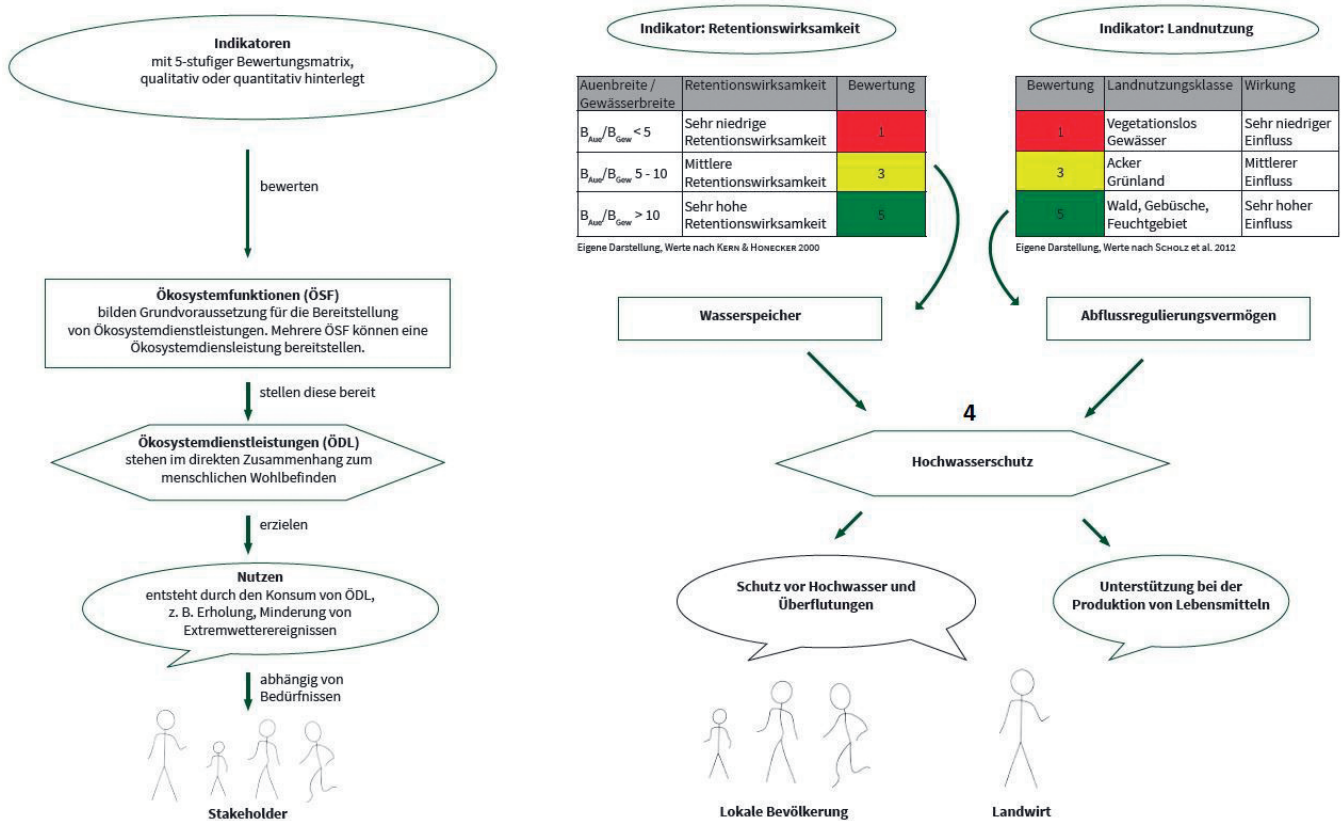 Indikatoren
mit 5-stufiger Bewertungsmatrix,
qualitativ oder quantitativ hinterlegt
bewerten
Ökosystemfunktionen (ÖSF)
bilden Grundvoraussetzung für die Bereitstellung
von Ökosystemdienstleistungen. Mehrere ÖSF können eine
Ökosystemdiensleistung bereitstellen.
stellen diese bereit
Ökosystemdienstleistungen (ÖDL)
stehen im direkten Zusammenhang zum
menschlichen Wohlbefinden
erzielen
Nutzen
entsteht durch den Konsum von ÖDL,
z. B. Erholung, Minderung von
Extremwetterereignissen
abhängig von
Bedürfnissen
Stakeholder
Indikator: Retentionswirksamkeit
Auenbreite / Gewässerbreite Retentionswirksamkeit Bewertung
B Aue/B Gew < 5 Sehr niedrige Retentionswirksamkeit 1
B Aue/B Gew 5 - 10 Mittlere Retentionswirksamkeit 3
B Aue/B Gew > 10 Sehr hohe Retentionswirksamkeit 5
Eigene Darstellung, Werte nach KERN & HONECKER 2000
Indikator: Landnutzung
Bewertung Landnutzungsklasse Wirkung
1 Vegetationslos Gewässer Sehr niedriger Einfluss
3 Acker Grünland Mittlerer Einfluss
5 Wald, Gebüsche, Feuchtgebiet Sehr hoher Einfluss
Eigene Darstellung, Werte nach SCHOLZ et al. 2012
Wasserspeicher
Abflussregulierungsvermögen
4
Hochwasserschutz
Schutz vor Hochwasser und
Überflutungen
Unterstützung bei der
Produktion von Lebensmitteln
Lokale Bevölkerung
Landwirt